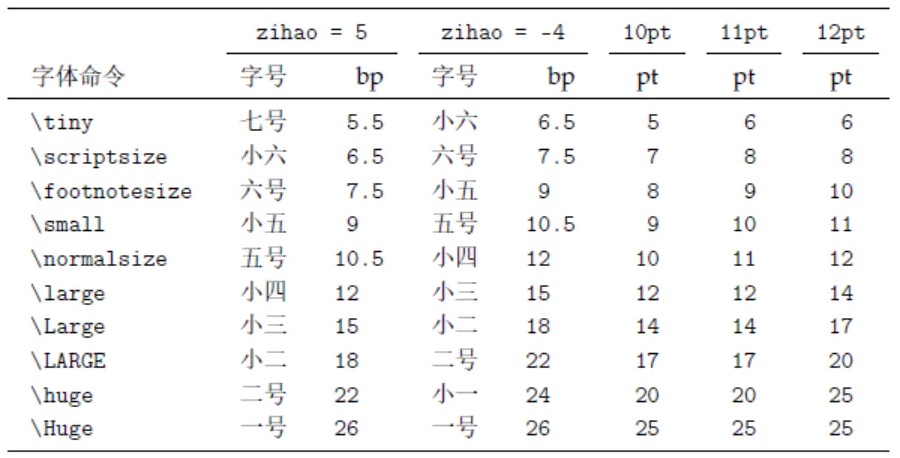 zihao = 5 zihao = -4 10pt 11pt 12pt
字体命令 字号 bp 字号 bp pt pt pt
\tiny 七号 5.5 小六 6.5 5 6 6
\scriptsize 小六 6.5 六号 7.5 7 8 8
\footnotesize 六号 7.5 小五 9 8 9 10
\small 小五 9 五号 10.5 9 10 11
\normalsize 五号 10.5 小四 12 10 11 12
\large 小四 12 小三 15 12 12 14
\Large 小三 15 小二 18 14 14 17
\LARGE 小二 18 二号 22 17 17 20
\huge 二号 22 小一 24 20 20 25
\Huge 一号 26 一号 26 25 25 25